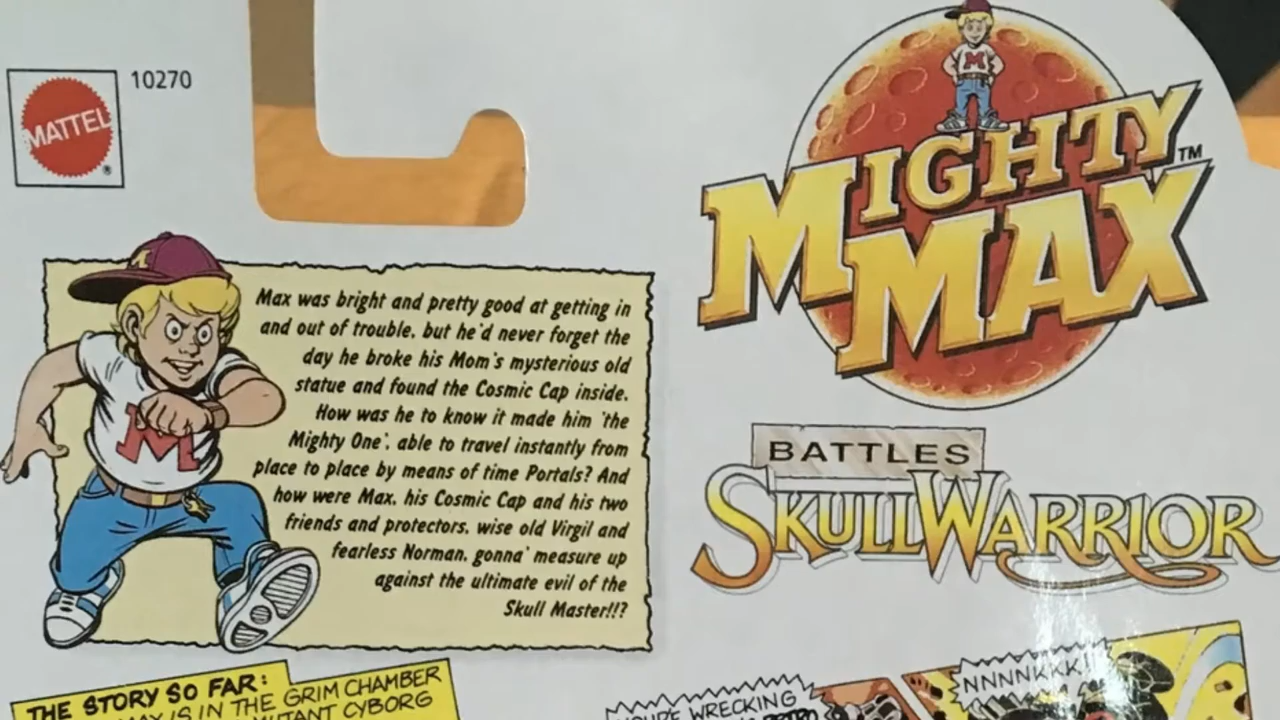 MATTEL
®
10270
MIGHTY
MAX
TM
BATTLES
SKULLWARRIOR
Max was bright and pretty good at getting in
and out of trouble, but he'd never forget the
day he broke his Mom's mysterious old
statue and found the Cosmic Cap inside.
How was he to know it made him 'the
Mighty One', able to travel instantly from
place to place by means of time Portals? And
how were Max, his Cosmic Cap and his two
friends and protectors, wise old Virgil and
fearless Norman, gonna' measure up
against the ultimate evil of the
Skull Master!!?
M
THE STORY SO FAR:
IS IN THE GRIM CHAMBER
MUTANT CYBORG
WRECKING
NNNNKKK!!